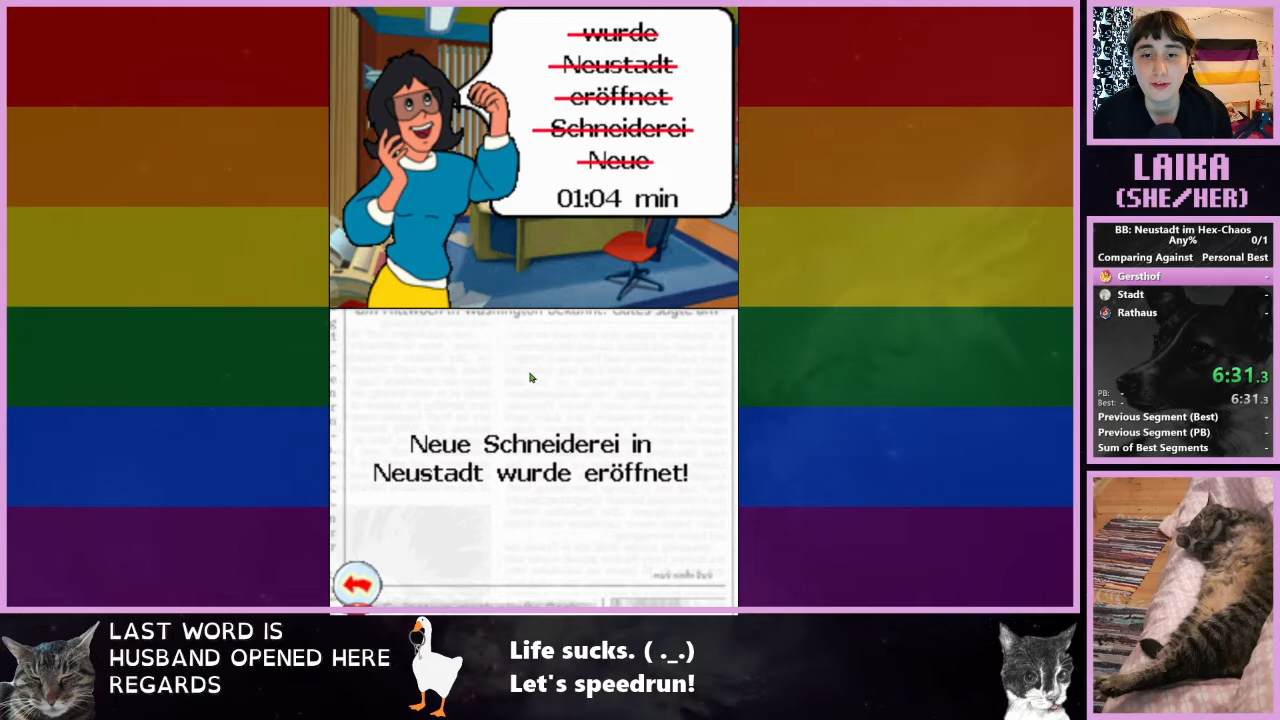 wurde
Neustadt
eröffnet
Schneiderei
Neue
01:04 min
Neue Schneiderei in
Neustadt wurde eröffnet!
LAIKA
(SHE/HER)
BB: Neustadt im Hex-Chaos
Any% 0/1
Comparing Against Personal Best
Gersthof -
Stadt -
Rathaus -
6:31.3
PB: -
Best: - 6:31.3
Previous Segment (Best) -
Previous Segment (PB) -
Sum of Best Segments -
LAST WORD IS
HUSBAND OPENED HERE
REGARDS
Life sucks. ( ._.)
Let's speedrun!